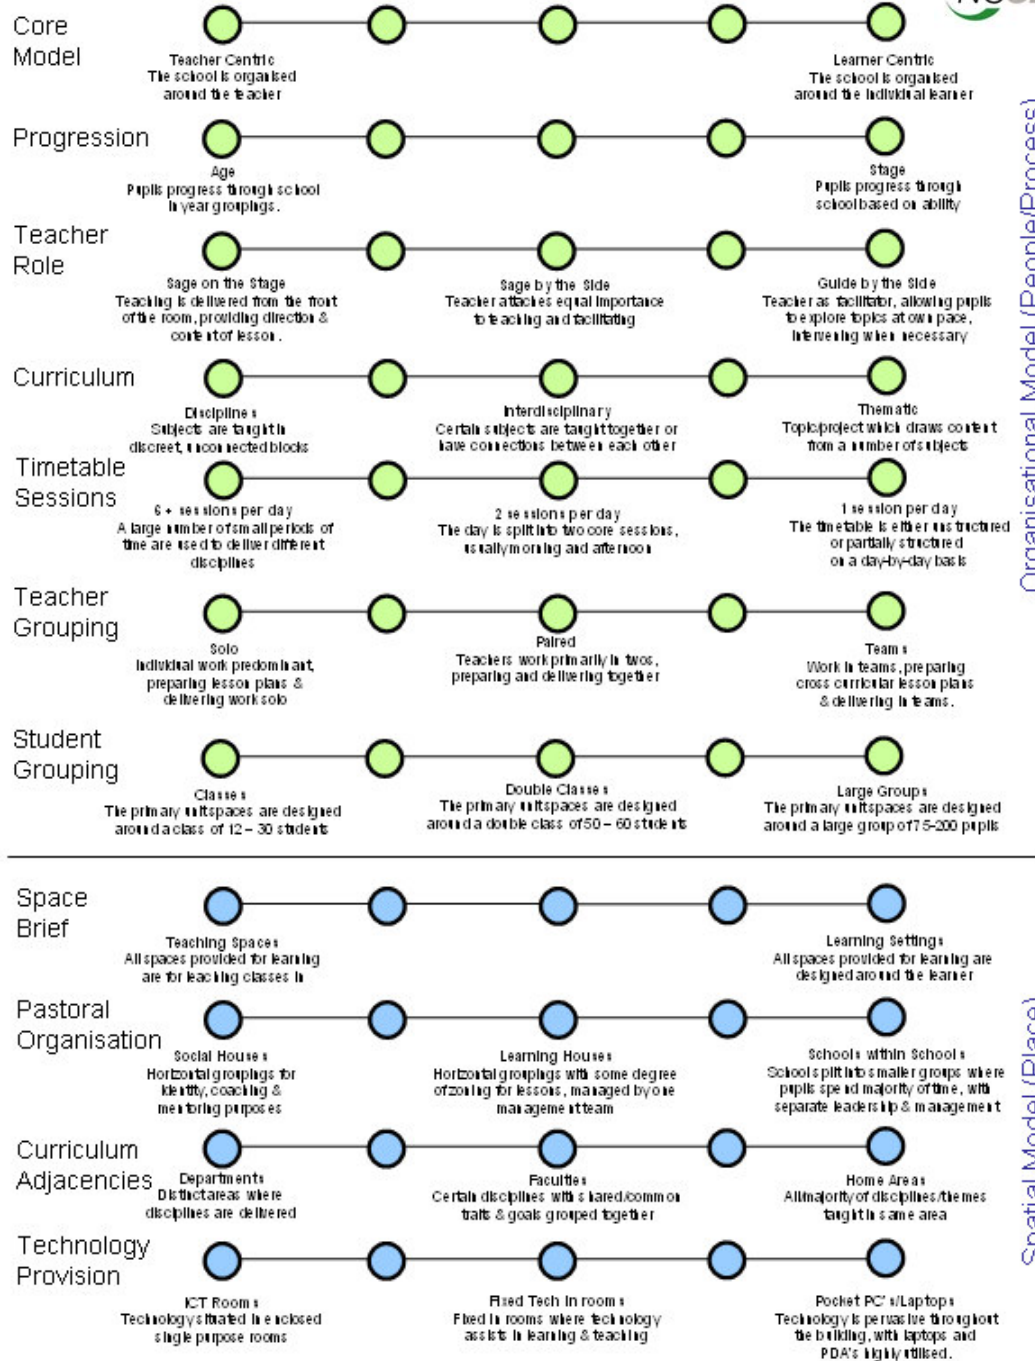 Core
Model
Teacher Centric
The school is organised
around the teacher
Learner Centric
The school is organised
around the individual learner
Progression
Age
Pupils progress through school
in year groupings.
Stage
Pupils progress through
school based on ability
Teacher
Role
Sage on the Stage
Teaching is delivered from the front
of the room, providing direction &
content of lesson.
Sage by the Side
Teacher attaches equal importance
to teaching and facilitating
Guide by the Side
Teacher as facilitator, allowing pupils
to explore topics at own pace,
intervening when necessary
Curriculum
Disciplines
Subjects are taught in
discreet, unconnected blocks
Interdisciplinary
Certain subjects are taught together or
have connections between each other
Thematic
Topic/project which draws content
from a number of subjects
Timetable
Sessions
6 + sessions per day
A large number of small periods of
time are used to deliver different
disciplines
2 sessions per day
The day is split into two core sessions,
usually morning and afternoon
1 session per day
The timetable is either unstructured
or partially structured
on a day-by-day basis
Teacher
Grouping
Solo
Individual work predominant,
preparing lesson plans &
delivering work solo
Paired
Teachers work primarily in twos,
preparing and delivering together
Teams
Work in teams, preparing
cross curricular lesson plans
& delivering in teams.
Student
Grouping
Classes
The primary unit spaces are designed
around a class of 12 – 30 students
Double Classes
The primary unit spaces are designed
around a double class of 50 – 60 students
Large Groups
The primary unit spaces are designed
around a large group of 75-200 pupils
Organisational Model (People/Process)
Space
Brief
Teaching Spaces
All spaces provided for learning
are for teaching classes in
Learning Settings
All spaces provided for learning are
designed around the learner
Pastoral
Organisation
Social Houses
Horizontal groupings for
identity, coaching &
mentoring purposes
Learning Houses
Horizontal groupings with some degree
of zoning for lessons, managed by one
management team
Schools within Schools
School split into smaller groups where
pupils spend majority of time, with
separate leadership & management
Curriculum
Adjacencies
Departments
Distinct areas where
disciplines are delivered
Faculties
Certain disciplines with shared/common
traits & goals grouped together
Home Areas
All/majority of disciplines/themes
taught in same area
Technology
Provision
ICT Rooms
Technology situated in enclosed
single purpose rooms
Fixed Tech in rooms
Fixed in rooms where technology
assists in learning & teaching
Pocket PC's/Laptops
Technology is pervasive throughout
the building, with laptops and
PDA's highly utilised.
Spatial Model (Place)